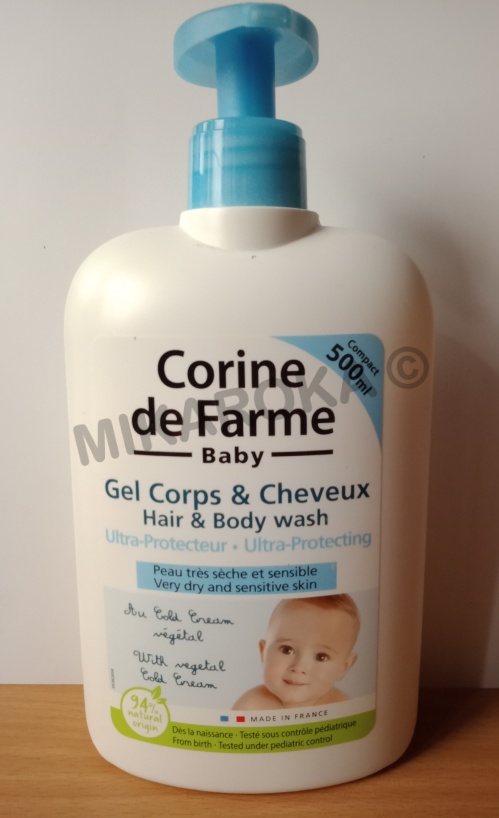 Compact
500ml
Corine
de Farme
Baby
MIKAROKA ©
Gel Corps & Cheveux
Hair & Body wash
Ultra-Protecteur • Ultra-Protecting
Peau très sèche et sensible
Very dry and sensitive skin
Au Cold Cream
végétal
With vegetal
Cold Cream
94%
natural
origin
MADE IN FRANCE
Dès la naissance · Testé sous contrôle pédiatrique
From birth · Tested under pediatric control